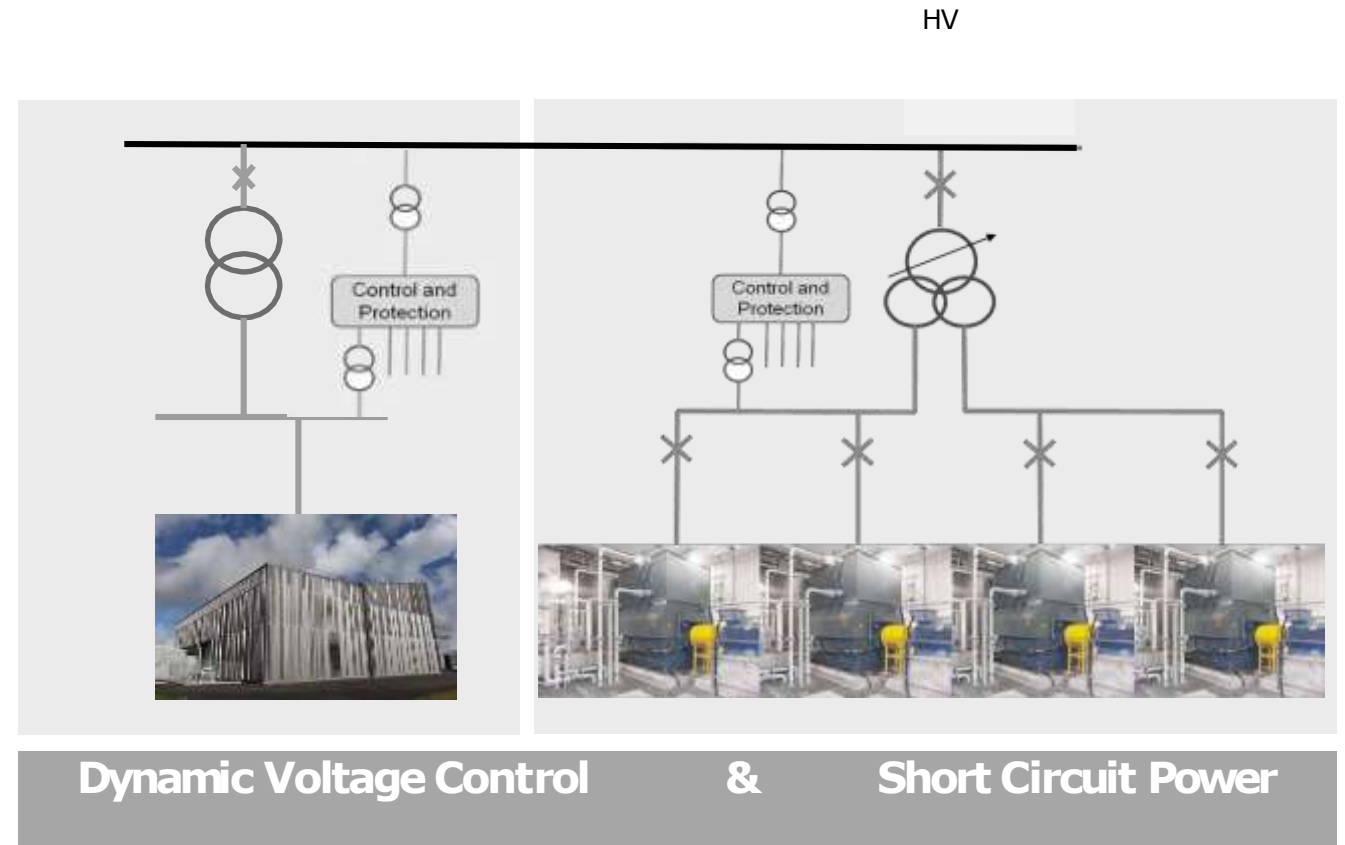 HV
Control and
Protection
Control and
Protection
Dynamic Voltage Control & Short Circuit Power